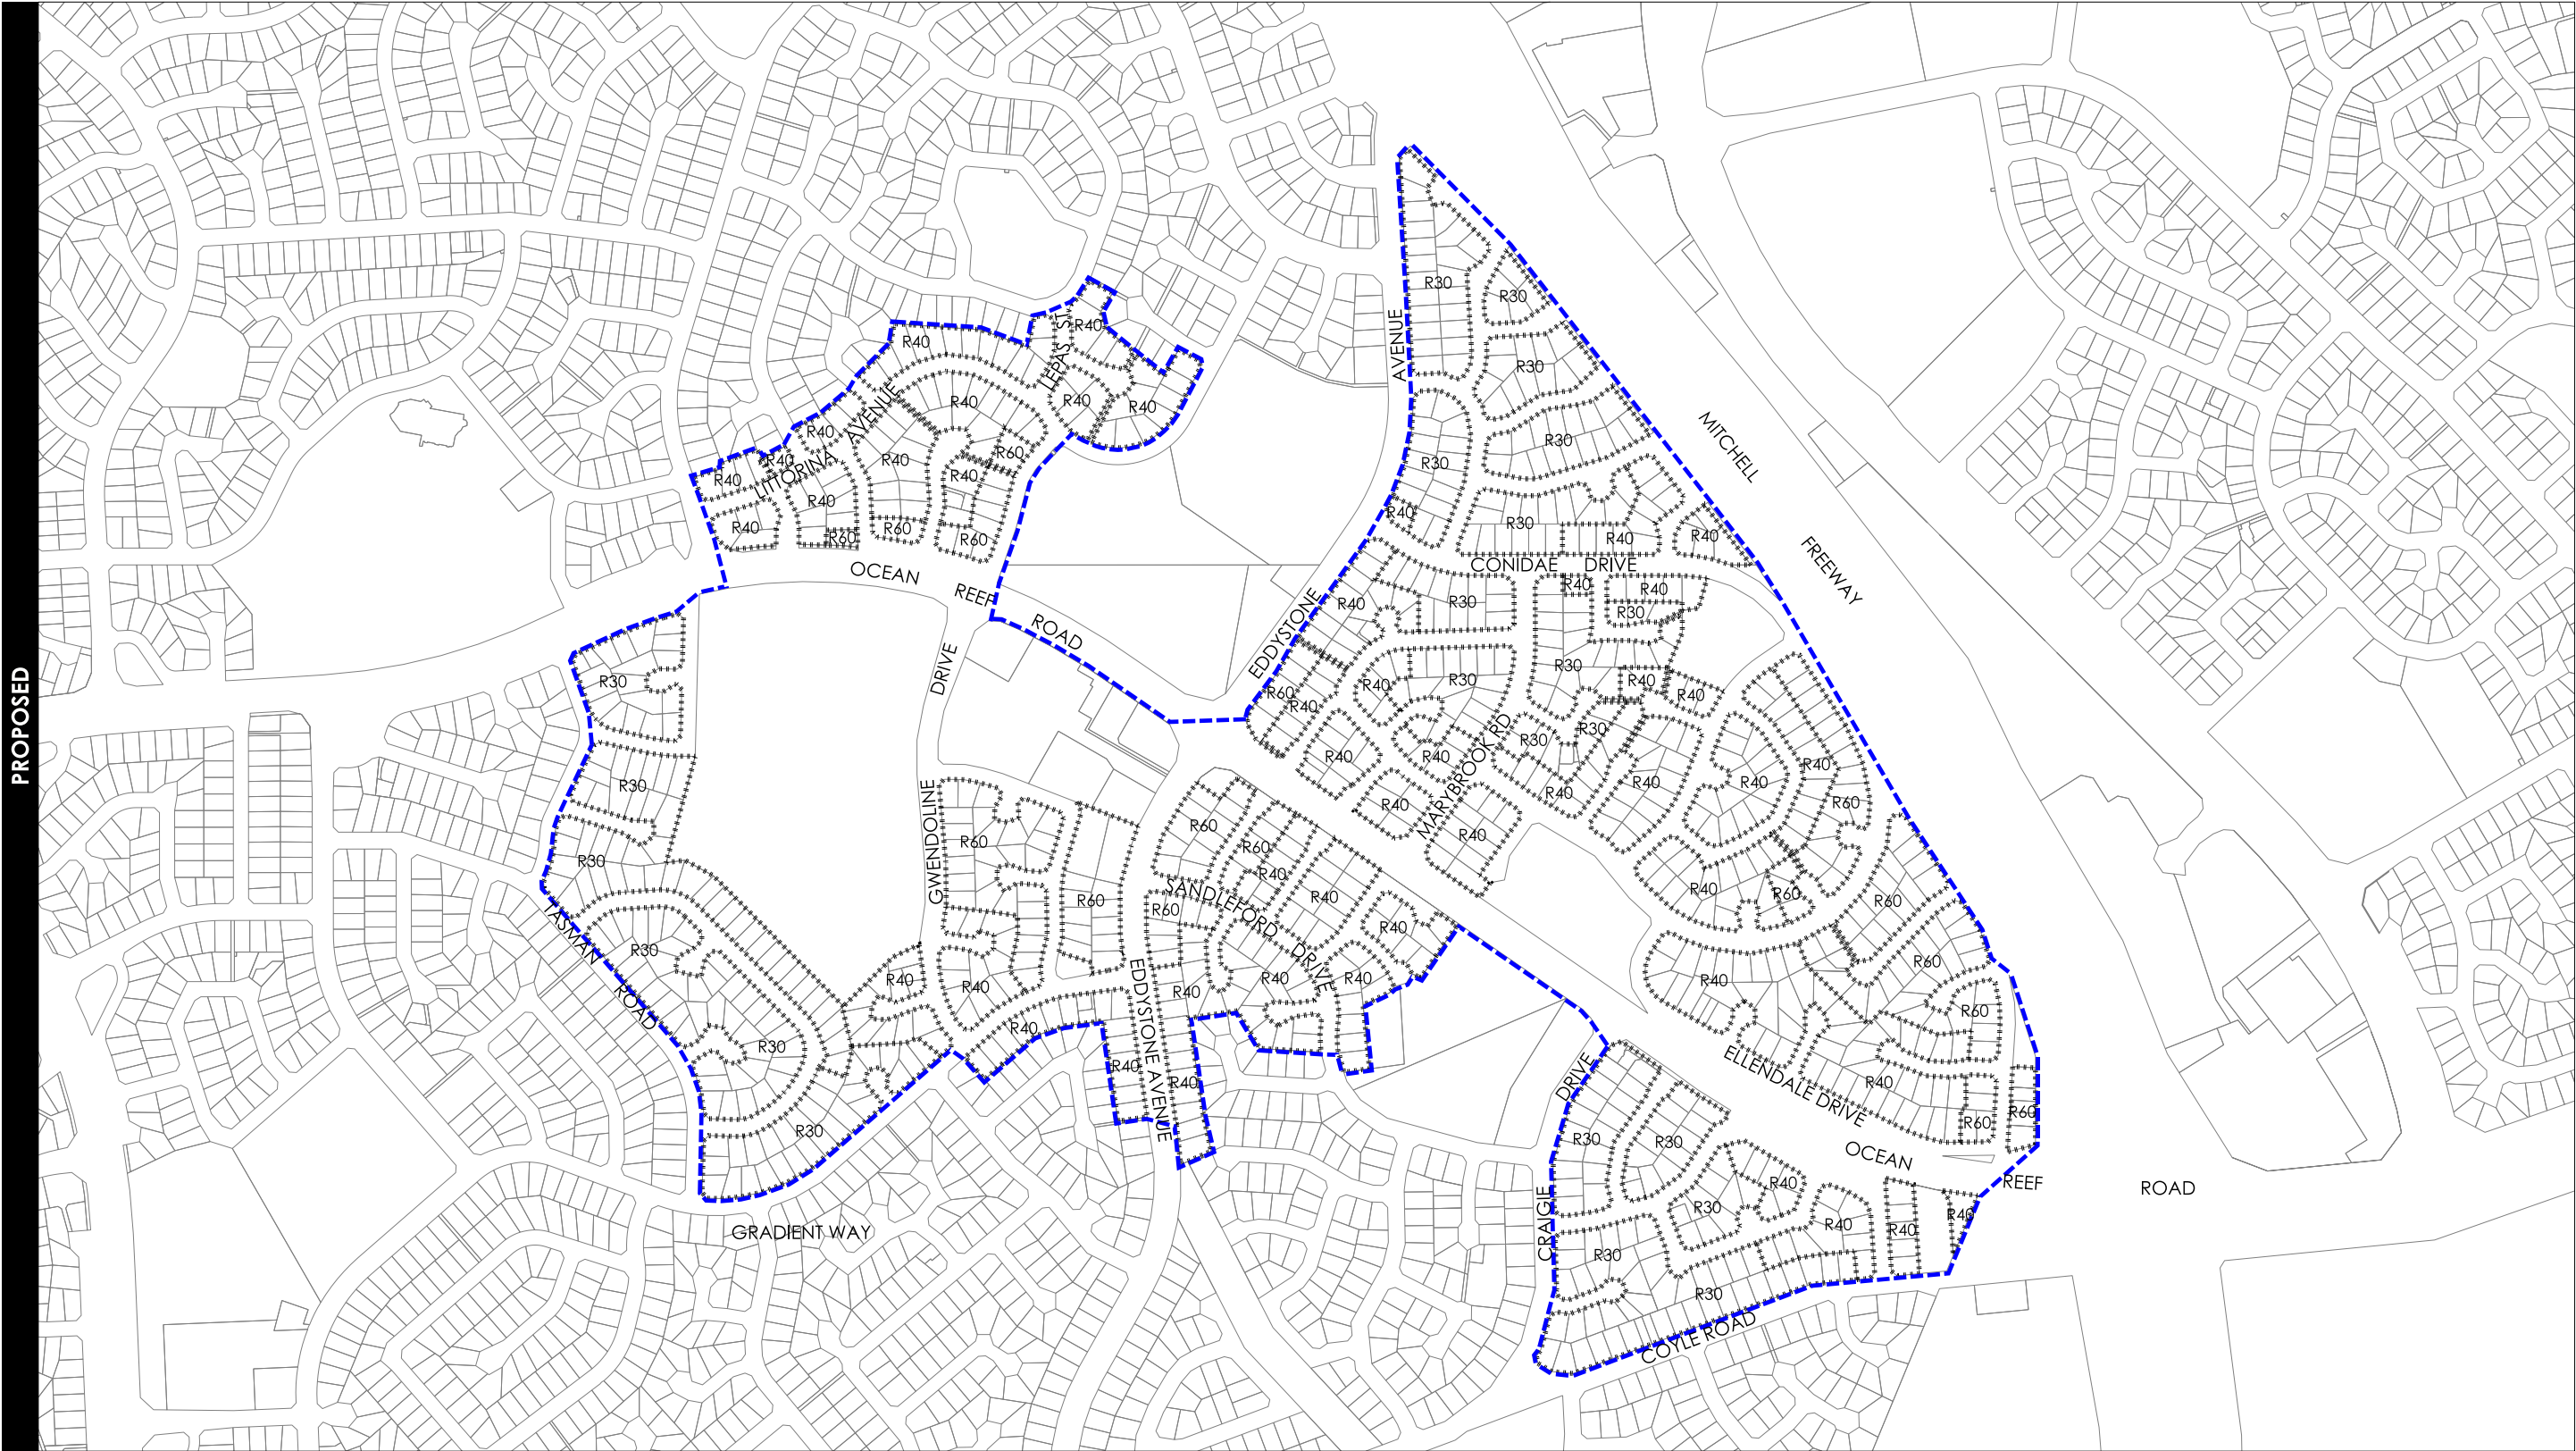 PROPOSED
R30
R30
AVENUE
R40
LEPAS ST
R40
R30
R40
R40
R40
R40
AVENUE
R40
R30
MITCHELL
R60
R40
R40
R40
LITTORINA
R40
R40
R30
R40
R40
R60
R60
R60
R40
R30
R40
R40
CONIDAE DRIVE
FREEWAY
OCEAN
REEF
ROAD
R40
R40
R30
R40
R30
EDDYSTONE
R30
DRIVE
R30
R60
R40
R40
R30
R40
R40
R30
R30
R30
R40
R40
MARYBROOK RD
R40
R40
R40
R40
R60
R40
R40
GWENDOLINE
R60
R60
R60
R40
R30
SANDLEFORD DRIVE
R40
R40
R60
R60
R60
R60
R40
TASMAN ROAD
R30
R40
R40
R40
R40
R40
R40
R60
R40
R60
EDDYSTONE AVENUE
R40
R30
R40
R40
DRIVE
ELLENDALE DRIVE
R40
R60
R60
R30
R30
R30
OCEAN
REEF
ROAD
R40
R30
R40
R40
R40
GRADIENT WAY
CRAIGIE
R30
R30
COYLE ROAD